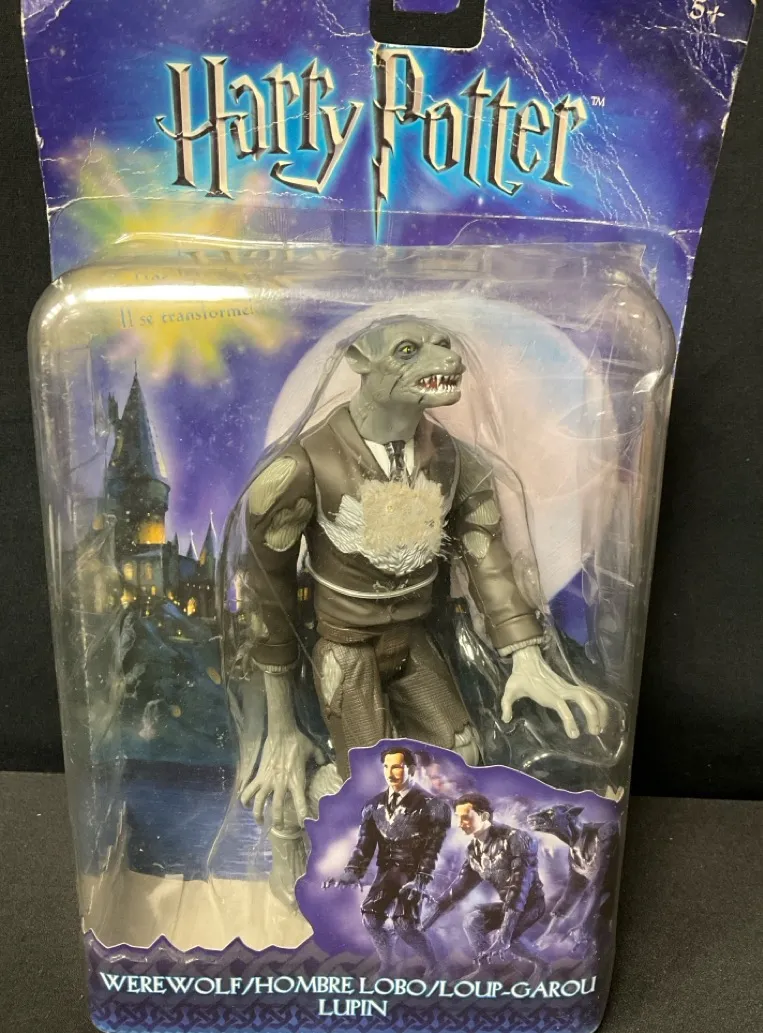 5+
Harry Potter™
Il se transforme!
WEREWOLF/HOMBRE LOBO/LOUP-GAROU
LUPIN